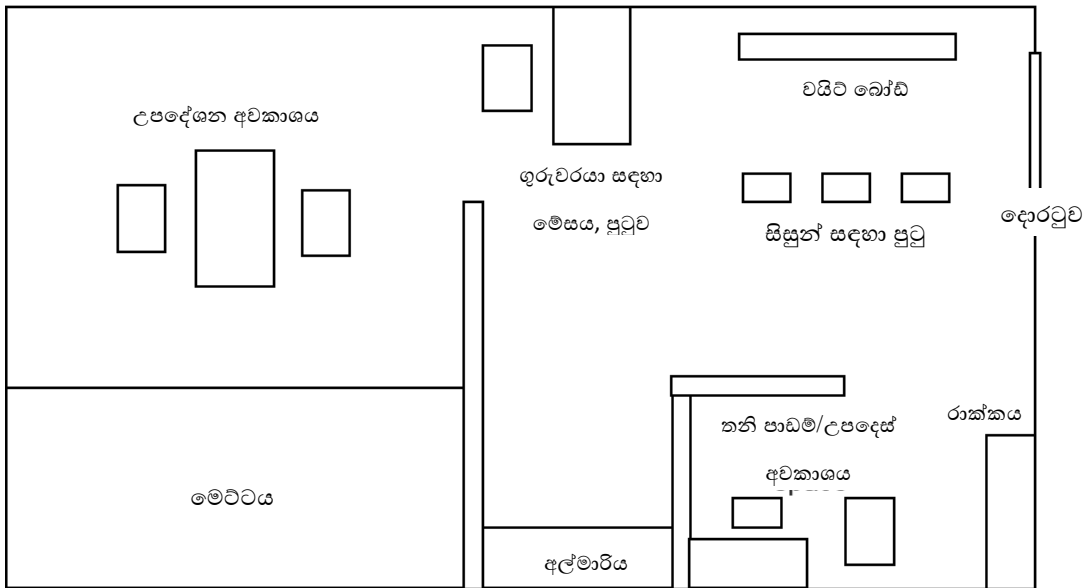 වයිට් බෝඩ්
උපදේශන අවකාශය
ගුරුවරයා සඳහා
මේසය, පුටුව
සිසුන් සඳහා පුටු
දොරටුව
රාක්කය
තනි පාඩම්/උපදෙස්
අවකාශය
මෙට්ටය
අල්මාරිය